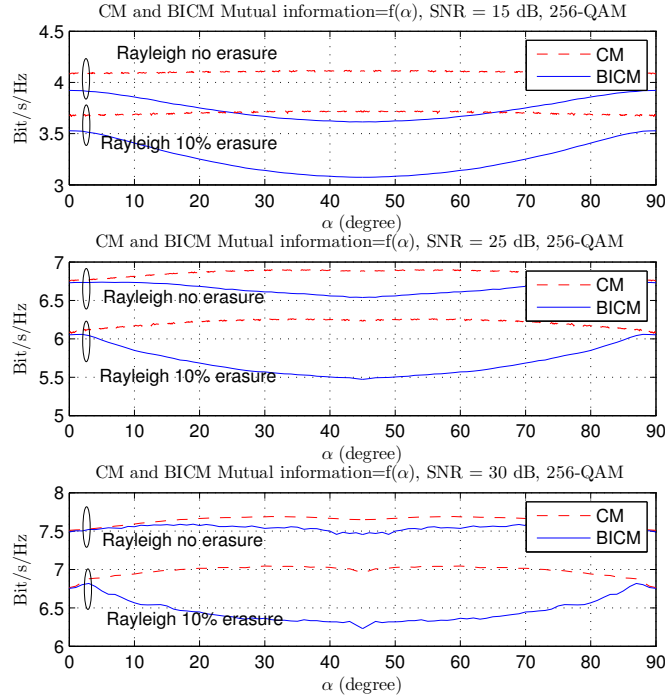 CM and BICM Mutual information=f(α), SNR = 15 dB, 256-QAM
4.5
4
3.5
3
Bit/s/Hz
Rayleigh no erasure
Rayleigh 10% erasure
CM
BICM
0 10 20 30 40 50 60 70 80 90
α (degree)
CM and BICM Mutual information=f(α), SNR = 25 dB, 256-QAM
7
6.5
6
5.5
5
Bit/s/Hz
Rayleigh no erasure
Rayleigh 10% erasure
CM
BICM
0 10 20 30 40 50 60 70 80 90
α (degree)
CM and BICM Mutual information=f(α), SNR = 30 dB, 256-QAM
8
7.5
7
6.5
6
Bit/s/Hz
Rayleigh no erasure
Rayleigh 10% erasure
CM
BICM
0 10 20 30 40 50 60 70 80 90
α (degree)